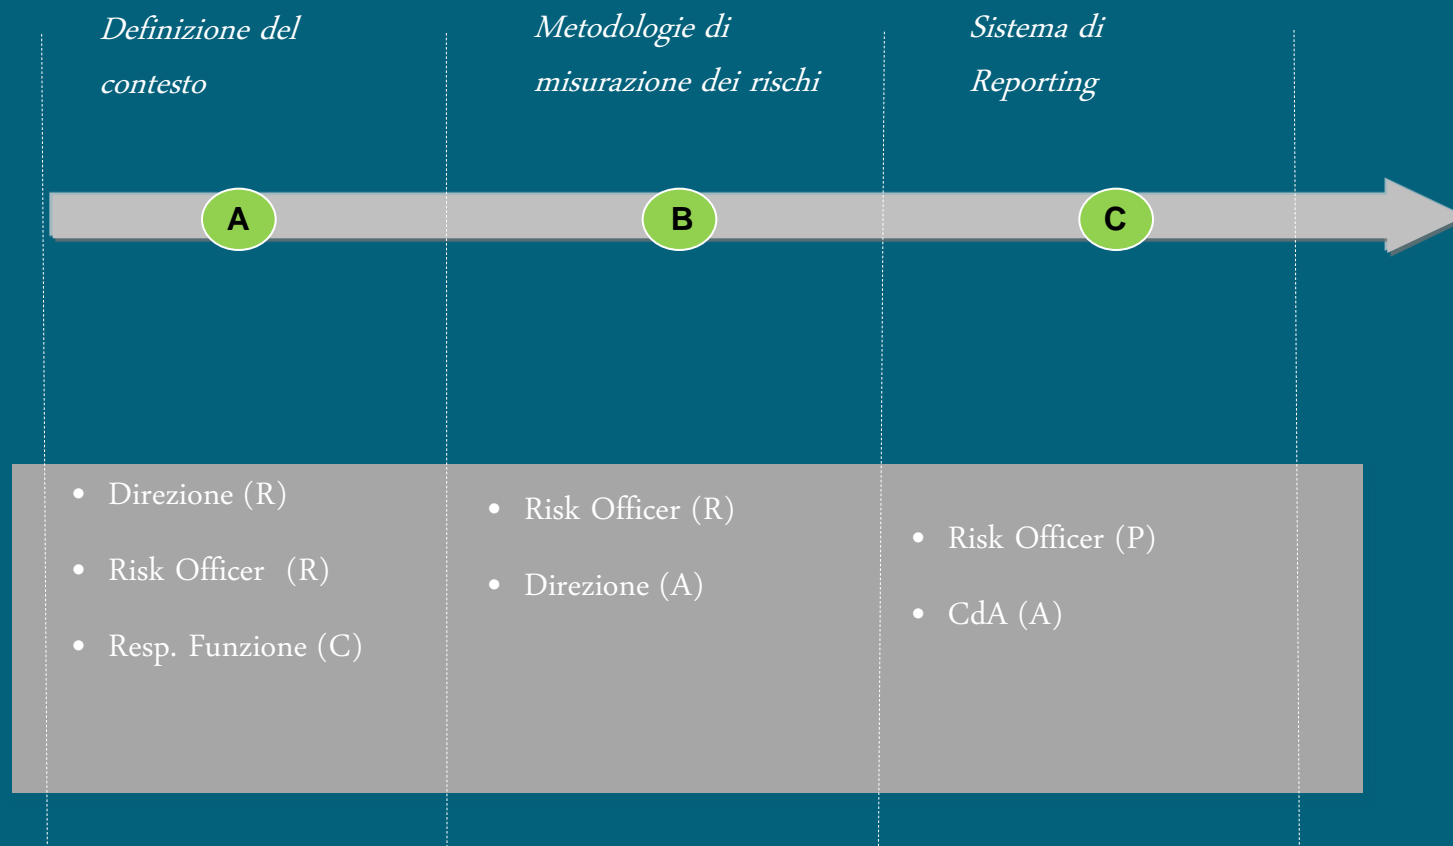 Definizione del
contesto
Metodologie di
misurazione dei rischi
Sistema di
Reporting
A
B
C
• Direzione (R)
• Risk Officer (R)
• Resp. Funzione (C)
• Risk Officer (R)
• Direzione (A)
• Risk Officer (P)
• CdA (A)